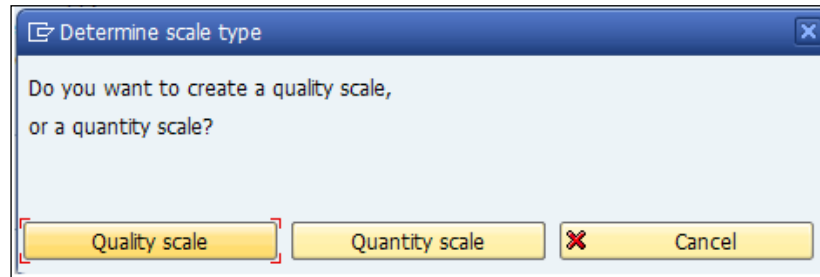 Determine scale type
Do you want to create a quality scale,
or a quantity scale?
Quality scale Quantity scale Cancel